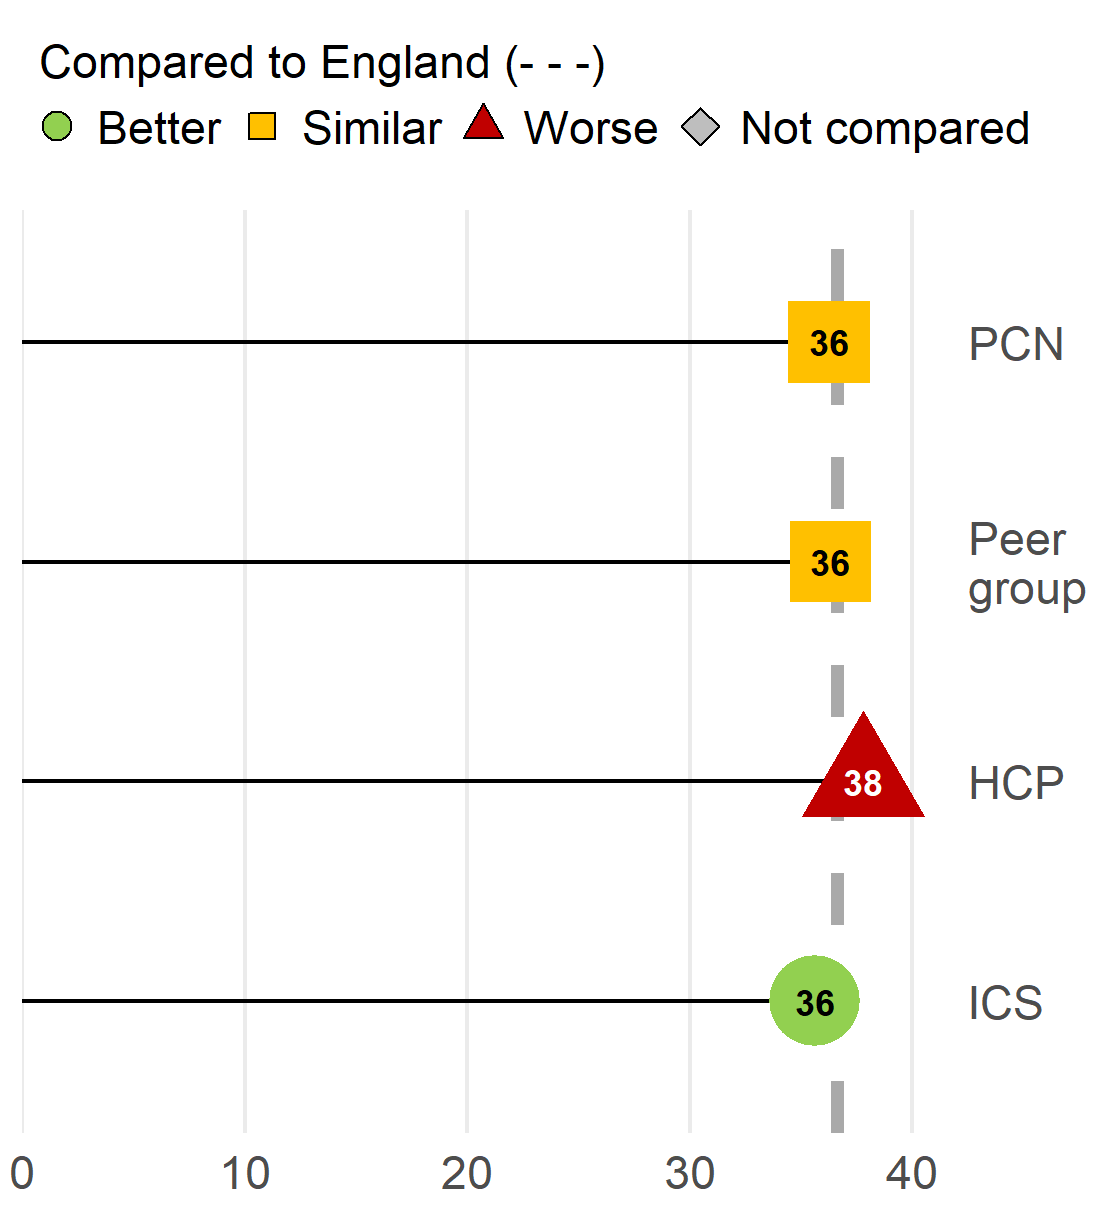 Compared to England (- - -)
Better Similar Worse Not compared
36 PCN
36 Peer
group
38 HCP
36 ICS
0 10 20 30 40